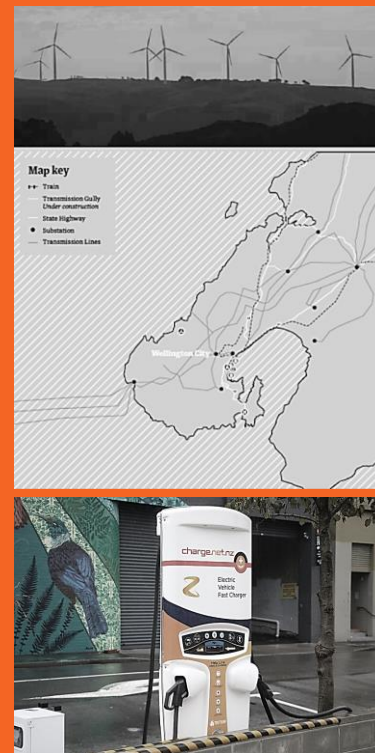 Map key
Train
Transmission Gully
Under construction
State Highway
Substation
Transmission Lines
Wellington City
charge.net.nz
Electric
Vehicle
Fast Charger